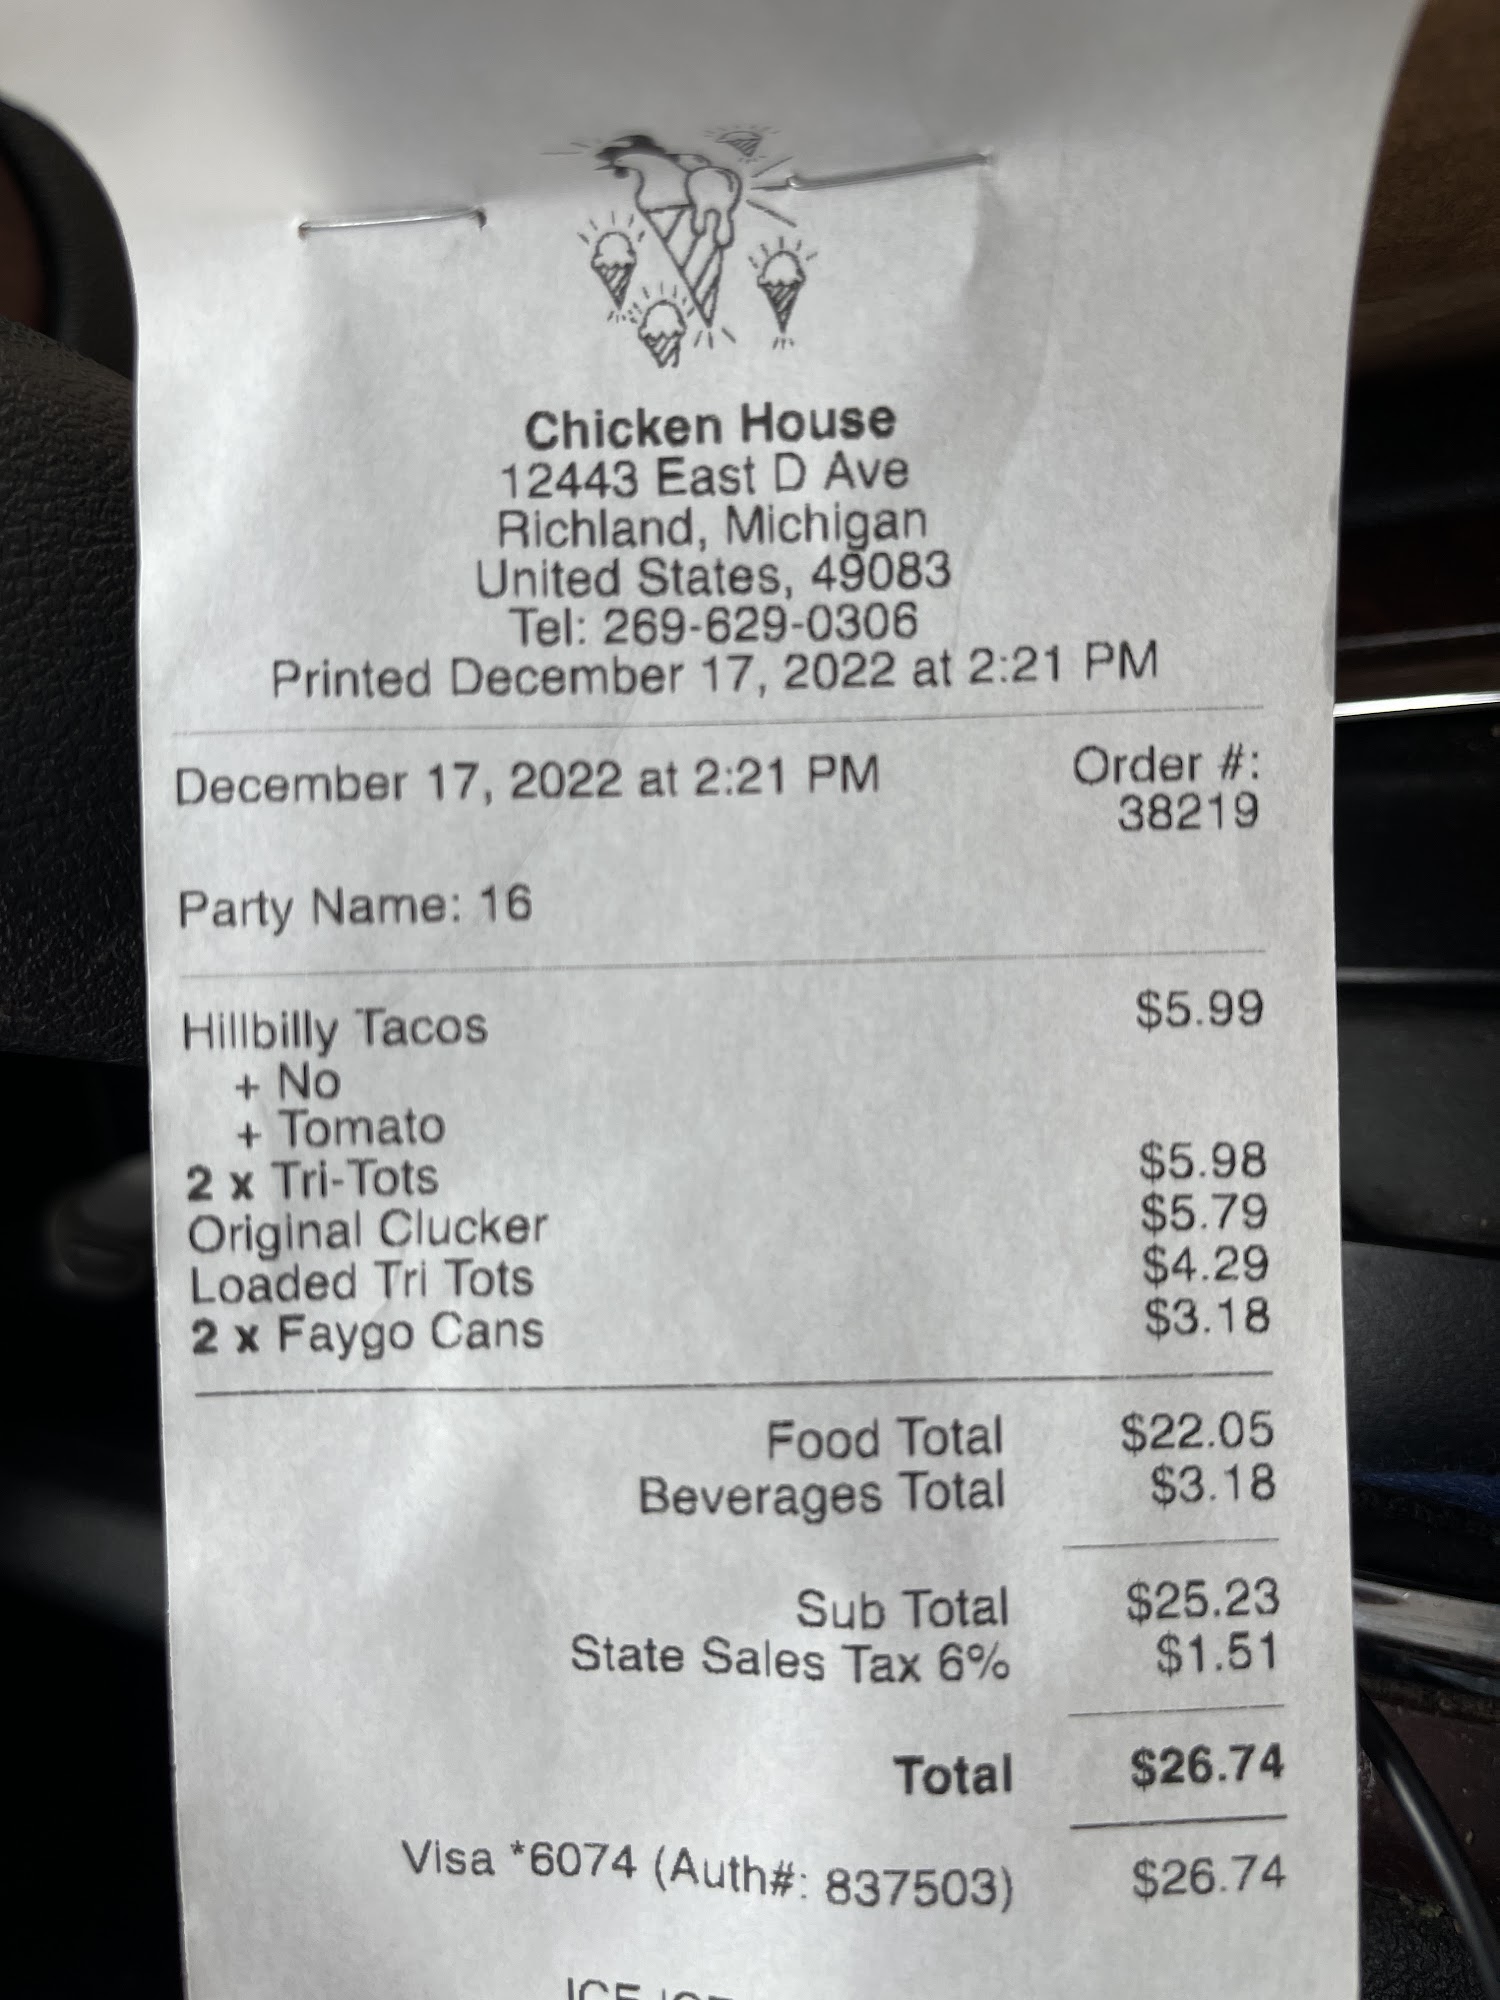 Chicken House
12443 East D Ave
Richland, Michigan
United States, 49083
Tel: 269-629-0306
Printed December 17, 2022 at 2:21 PM
December 17, 2022 at 2:21 PM Order #:
38219
Party Name: 16
Hillbilly Tacos $5.99
+ No
+ Tomato
2 x Tri-Tots $5.98
Original Clucker $5.79
Loaded Tri Tots $4.29
2 x Faygo Cans $3.18
Food Total $22.05
Beverages Total $3.18
Sub Total $25.23
State Sales Tax 6% $1.51
Total $26.74
Visa *6074 (Auth#: 837503) $26.74